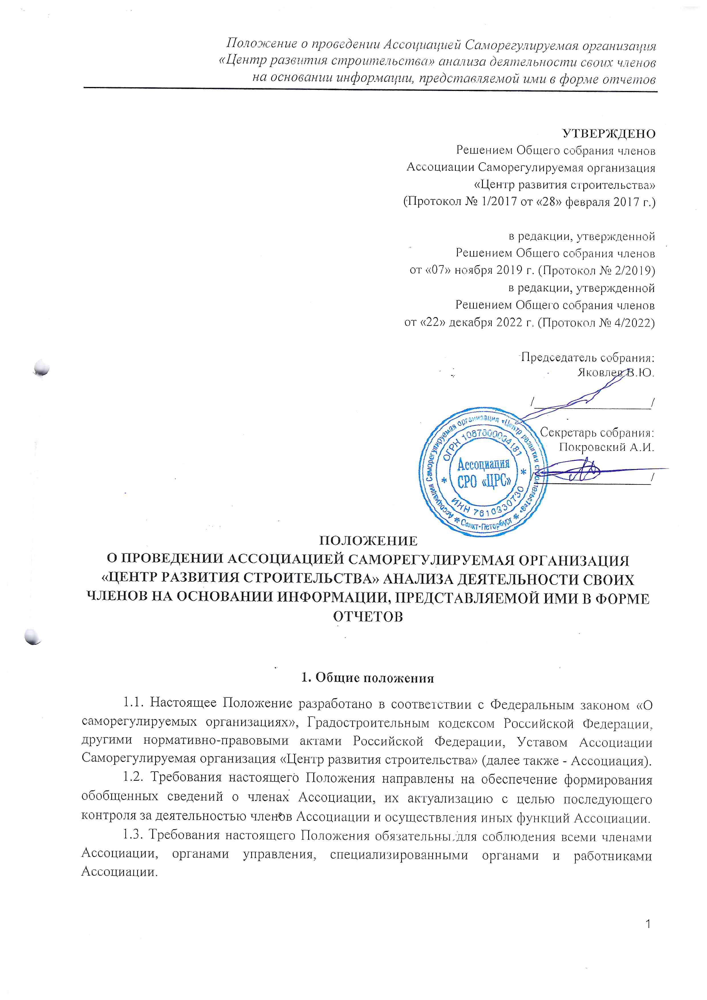 Положение о проведении Ассоциацией Саморегулируемая организация
«Центр развития строительства» анализа деятельности своих членов
на основании информации, представляемой ими в форме отчетов
УТВЕРЖДЕНО
Решением Общего собрания членов
Ассоциации Саморегулируемая организация
«Центр развития строительства»
(Протокол № 1/2017 от «28» февраля 2017 г.)
в редакции, утвержденной
Решением Общего собрания членов
от «07» ноября 2019 г. (Протокол № 2/2019)
в редакции, утвержденной
Решением Общего собрания членов
от «22» декабря 2022 г. (Протокол № 4/2022)
Председатель собрания:
Яковлев В.Ю.
/ /
Секретарь собрания:
Покровский А.И.
/ /
Ассоциация Саморегулируемая организация «Центр развития строительства»
* Санкт-Петербург *
ОГРН 1087800004181
Ассоциация
СРО «ЦРС»
* *
ИНН 7810330730
ПОЛОЖЕНИЕ
О ПРОВЕДЕНИИ АССОЦИАЦИЕЙ САМОРЕГУЛИРУЕМАЯ ОРГАНИЗАЦИЯ
«ЦЕНТР РАЗВИТИЯ СТРОИТЕЛЬСТВА» АНАЛИЗА ДЕЯТЕЛЬНОСТИ СВОИХ
ЧЛЕНОВ НА ОСНОВАНИИ ИНФОРМАЦИИ, ПРЕДСТАВЛЯЕМОЙ ИМИ В ФОРМЕ
ОТЧЕТОВ
1. Общие положения
1.1. Настоящее Положение разработано в соответствии с Федеральным законом «О
саморегулируемых организациях», Градостроительным кодексом Российской Федерации,
другими нормативно-правовыми актами Российской Федерации, Уставом Ассоциации
Саморегулируемая организация «Центр развития строительства» (далее также - Ассоциация).
1.2. Требования настоящего Положения направлены на обеспечение формирования
обобщенных сведений о членах Ассоциации, их актуализацию с целью последующего
контроля за деятельностью членов Ассоциации и осуществления иных функций Ассоциации.
1.3. Требования настоящего Положения обязательны для соблюдения всеми членами
Ассоциации, органами управления, специализированными органами и работниками
Ассоциации.
1